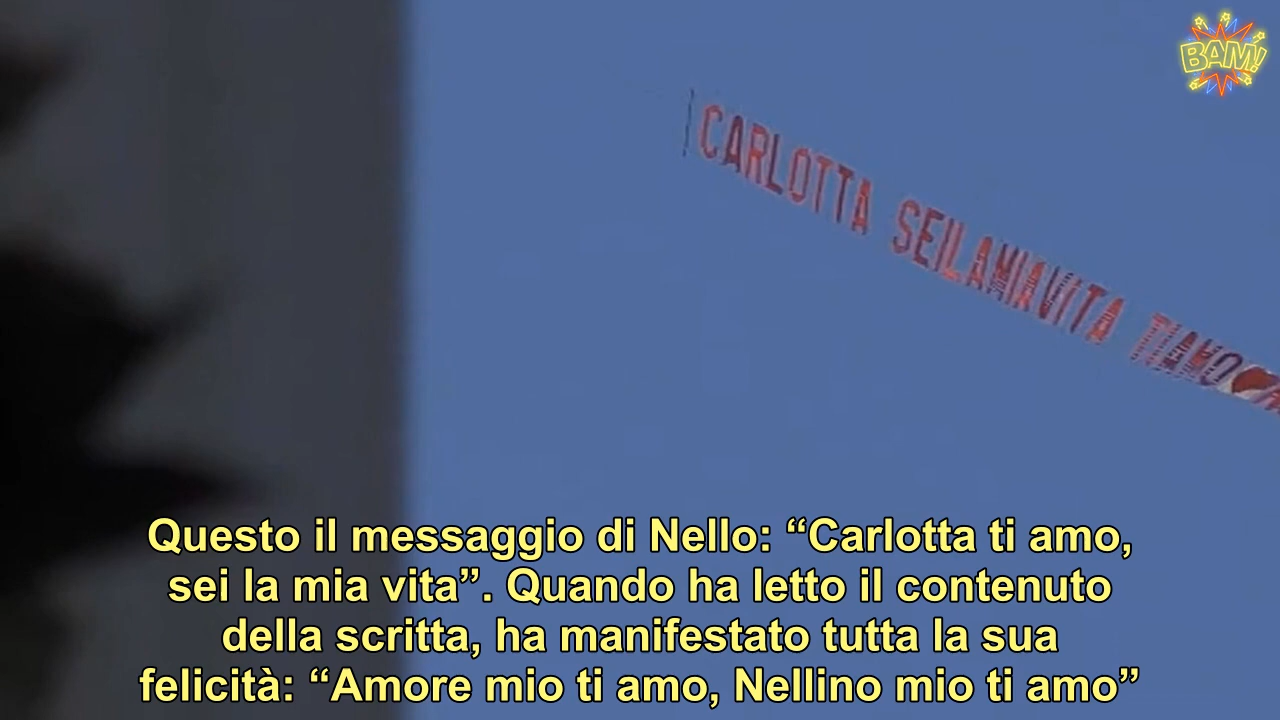 BAM!
CARLOTTA SEILAMIAVITA TIAMO
Questo il messaggio di Nello: “Carlotta ti amo,
sei la mia vita”. Quando ha letto il contenuto
della scritta, ha manifestato tutta la sua
felicità: “Amore mio ti amo, Nellino mio ti amo”